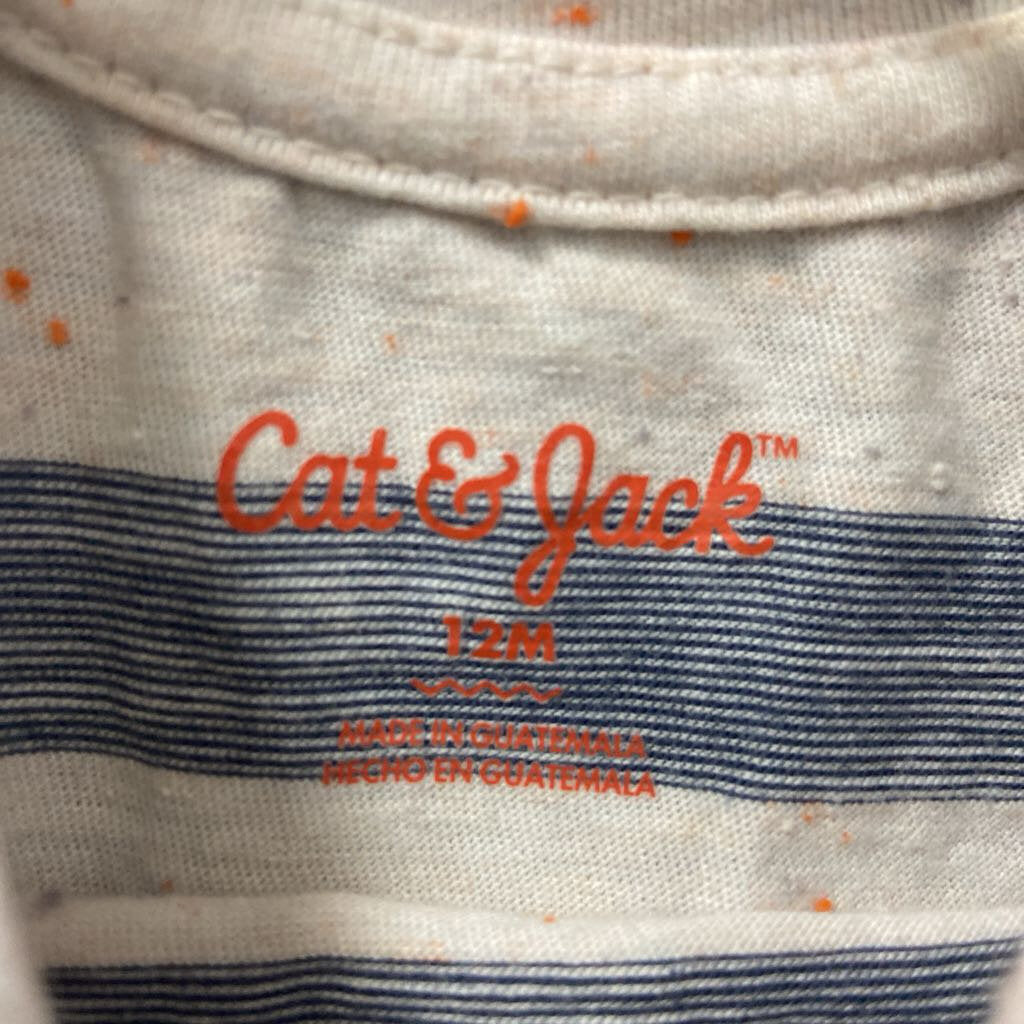 Cat & Jack™
12M
MADE IN GUATEMALA
HECHO EN GUATEMALA